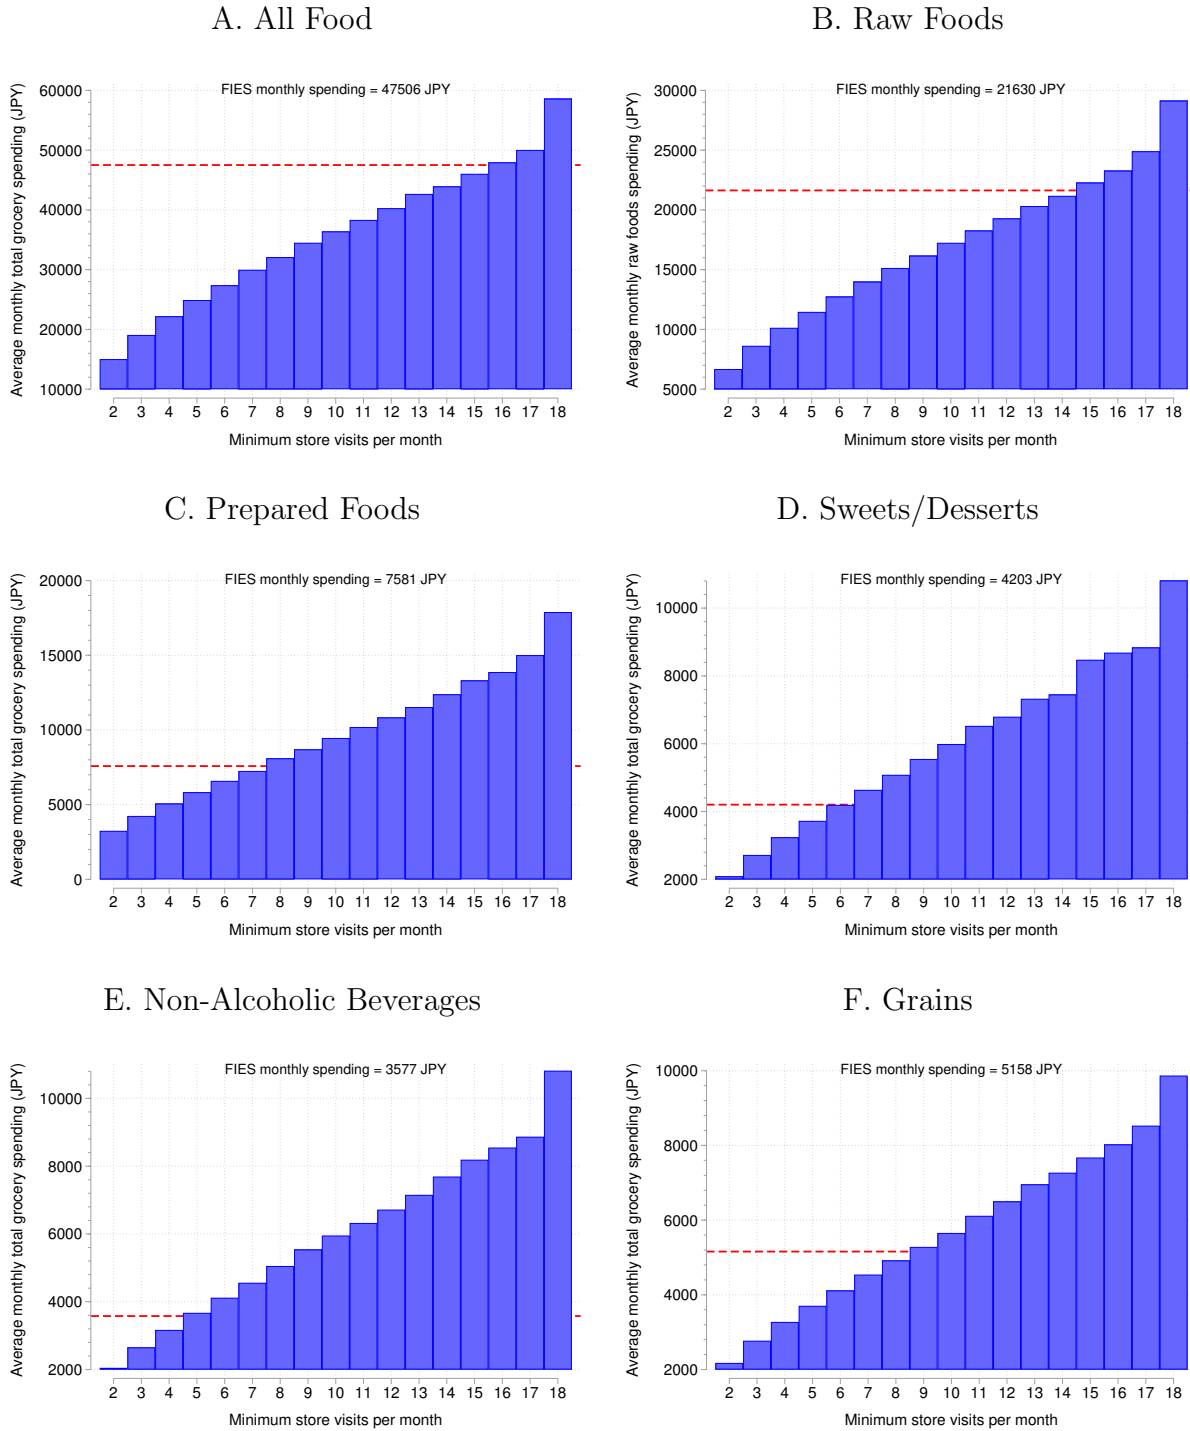 A. All Food
FIES monthly spending = 47506 JPY
Average monthly total grocery spending (JPY)
60000
50000
40000
30000
20000
10000
2 3 4 5 6 7 8 9 10 11 12 13 14 15 16 17 18
Minimum store visits per month
B. Raw Foods
FIES monthly spending = 21630 JPY
Average monthly raw foods spending (JPY)
30000
25000
20000
15000
10000
5000
2 3 4 5 6 7 8 9 10 11 12 13 14 15 16 17 18
Minimum store visits per month
C. Prepared Foods
FIES monthly spending = 7581 JPY
Average monthly total grocery spending (JPY)
20000
15000
10000
5000
0
2 3 4 5 6 7 8 9 10 11 12 13 14 15 16 17 18
Minimum store visits per month
D. Sweets/Desserts
FIES monthly spending = 4203 JPY
Average monthly total grocery spending (JPY)
10000
8000
6000
4000
2000
2 3 4 5 6 7 8 9 10 11 12 13 14 15 16 17 18
Minimum store visits per month
E. Non-Alcoholic Beverages
FIES monthly spending = 3577 JPY
Average monthly total grocery spending (JPY)
10000
8000
6000
4000
2000
2 3 4 5 6 7 8 9 10 11 12 13 14 15 16 17 18
Minimum store visits per month
F. Grains
FIES monthly spending = 5158 JPY
Average monthly total grocery spending (JPY)
10000
8000
6000
4000
2000
2 3 4 5 6 7 8 9 10 11 12 13 14 15 16 17 18
Minimum store visits per month